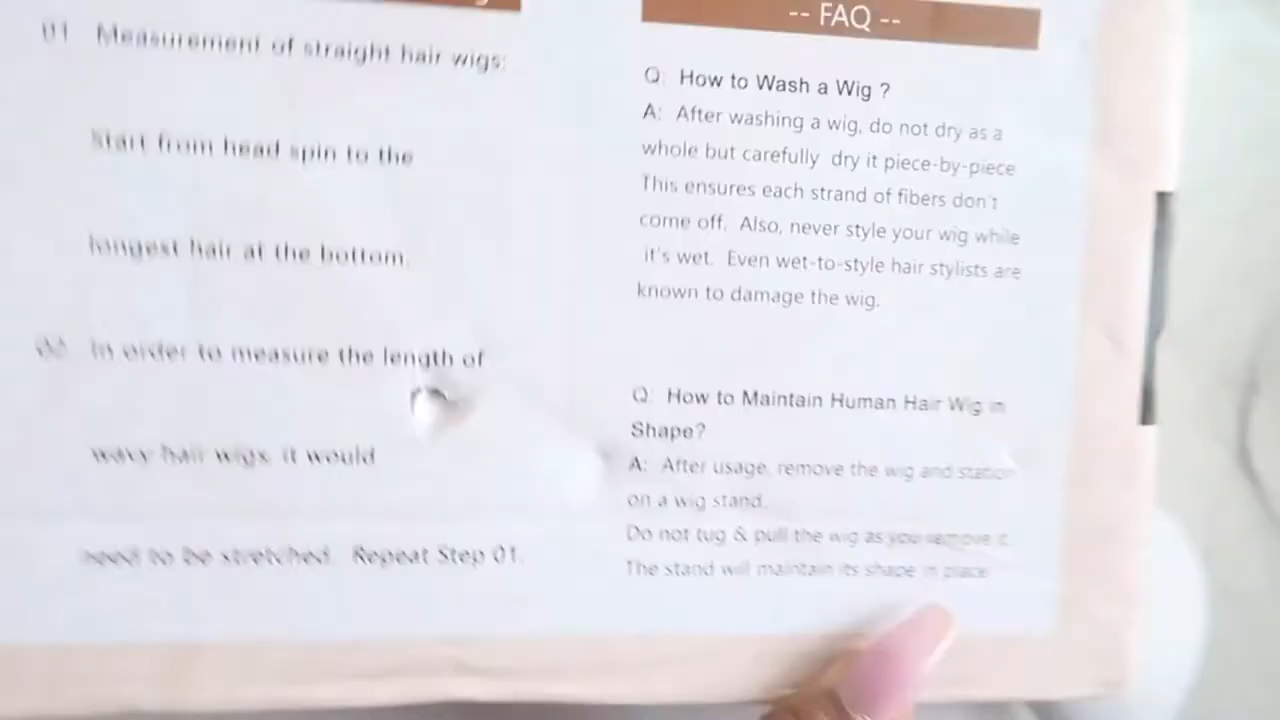 01 Measurement of straight hair wigs:
Start from head spin to the
longest hair at the bottom.
02 In order to measure the length of
wavy hair wigs, it would
need to be stretched. Repeat Step 01.
-- FAQ --
Q: How to Wash a Wig ?
A: After washing a wig, do not dry as a
whole but carefully dry it piece-by-piece
This ensures each strand of fibers don't
come off. Also, never style your wig while
it's wet. Even wet-to-style hair stylists are
known to damage the wig.
Q: How to Maintain Human Hair Wig in
Shape?
A: After usage, remove the wig and station
on a wig stand.
Do not tug & pull the wig as you remove it.
The stand will maintain its shape in place